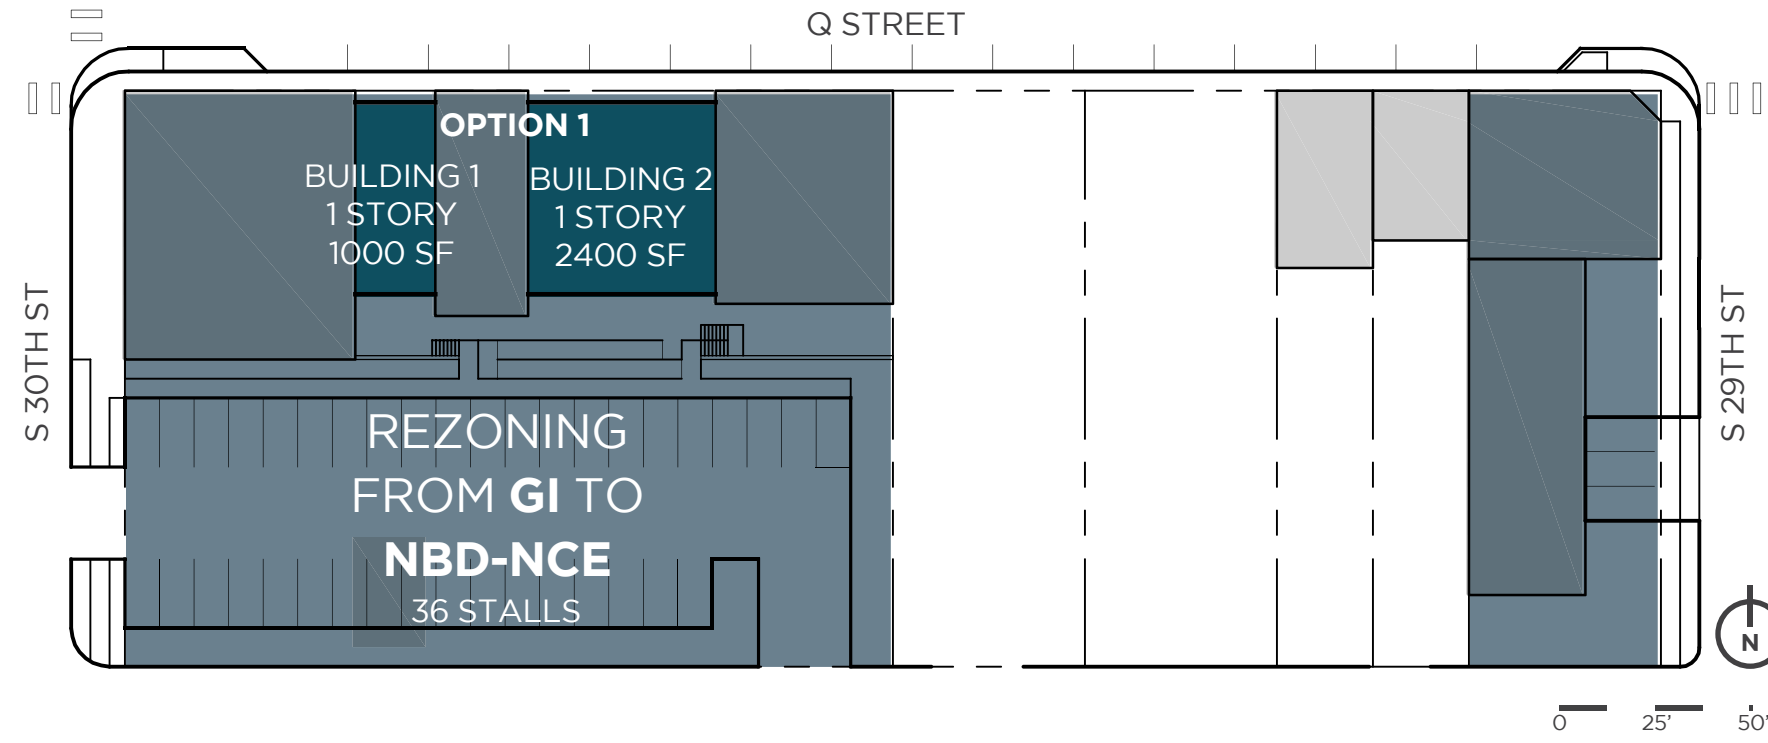 Q STREET
OPTION 1
BUILDING 1
1 STORY
1000 SF
BUILDING 2
1 STORY
2400 SF
S 30TH ST
S 29TH ST
REZONING
FROM GI TO
NBD-NCE
36 STALLS
N
0 25' 50'